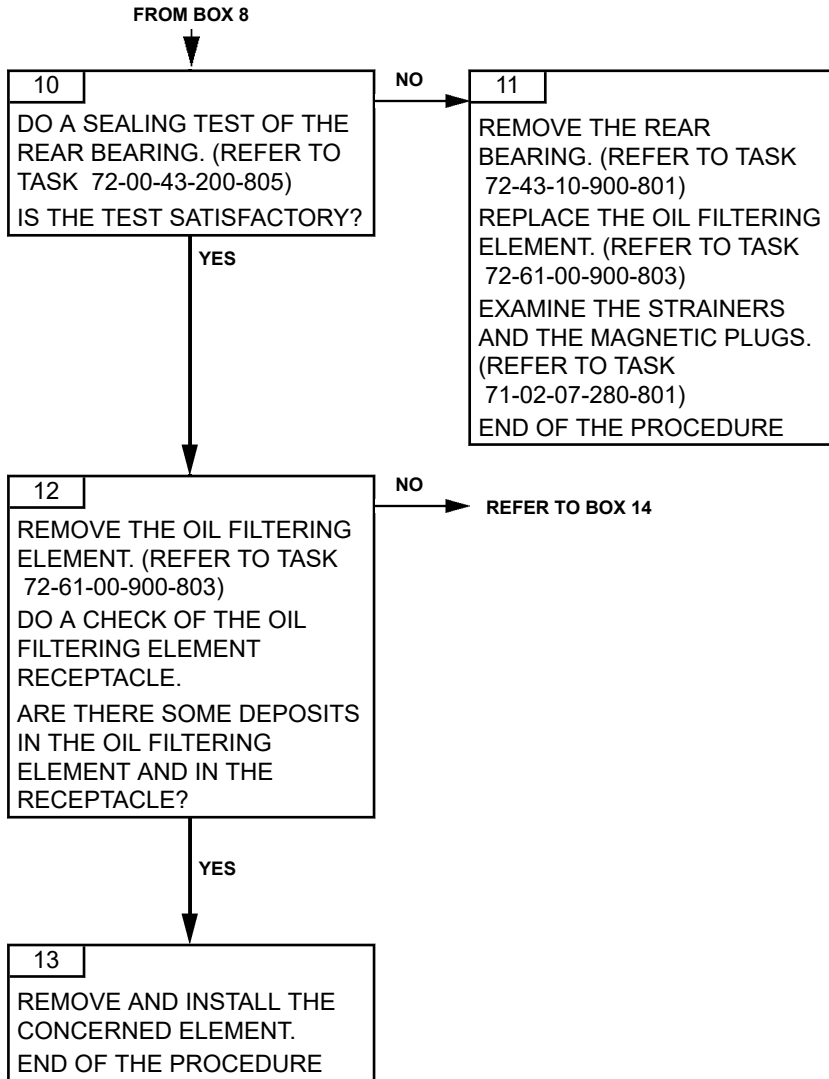 FROM BOX 8
10
DO A SEALING TEST OF THE
REAR BEARING. (REFER TO
TASK 72-00-43-200-805)
IS THE TEST SATISFACTORY?
NO
11
REMOVE THE REAR
BEARING. (REFER TO TASK
72-43-10-900-801)
REPLACE THE OIL FILTERING
ELEMENT. (REFER TO TASK
72-61-00-900-803)
EXAMINE THE STRAINERS
AND THE MAGNETIC PLUGS.
(REFER TO TASK
71-02-07-280-801)
END OF THE PROCEDURE
YES
12
REMOVE THE OIL FILTERING
ELEMENT. (REFER TO TASK
72-61-00-900-803)
DO A CHECK OF THE OIL
FILTERING ELEMENT
RECEPTACLE.
ARE THERE SOME DEPOSITS
IN THE OIL FILTERING
ELEMENT AND IN THE
RECEPTACLE?
NO
REFER TO BOX 14
YES
13
REMOVE AND INSTALL THE
CONCERNED ELEMENT.
END OF THE PROCEDURE